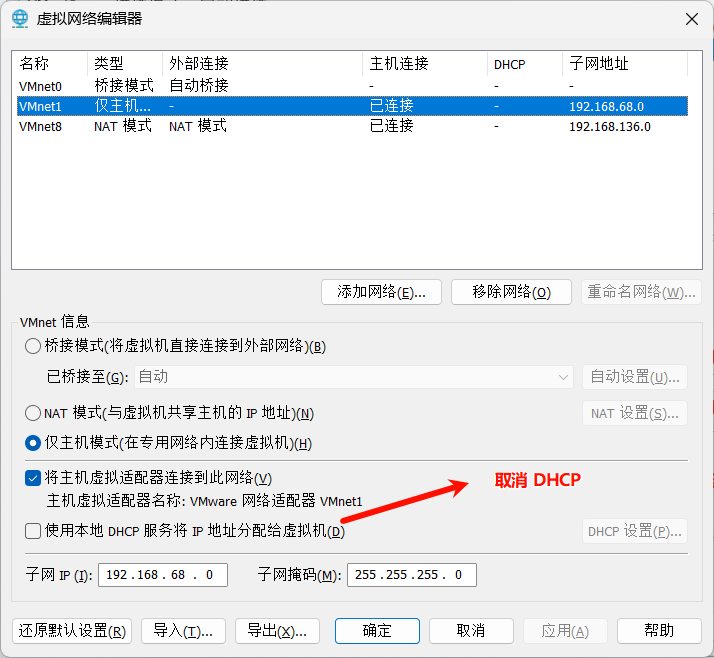 虚拟网络编辑器
名称 类型 外部连接 主机连接 DHCP 子网地址
VMnet0 桥接模式 自动桥接 - - -
VMnet1 仅主机... - 已连接 - 192.168.68.0
VMnet8 NAT 模式 NAT 模式 已连接 - 192.168.136.0
添加网络(E)... 移除网络(O) 重命名网络(W)...
VMnet 信息
桥接模式(将虚拟机直接连接到外部网络)(B)
已桥接至(G): 自动 自动设置(U)...
NAT 模式(与虚拟机共享主机的 IP 地址)(N) NAT 设置(S)...
仅主机模式(在专用网络内连接虚拟机)(H)
将主机虚拟适配器连接到此网络(V) 取消 DHCP
主机虚拟适配器名称: VMware 网络适配器 VMnet1
使用本地 DHCP 服务将 IP 地址分配给虚拟机(D) DHCP 设置(P)...
子网 IP (I): 192.168.68.0 子网掩码(M): 255.255.255.0
还原默认设置(R) 导入(T)... 导出(X)... 确定 取消 应用(A) 帮助